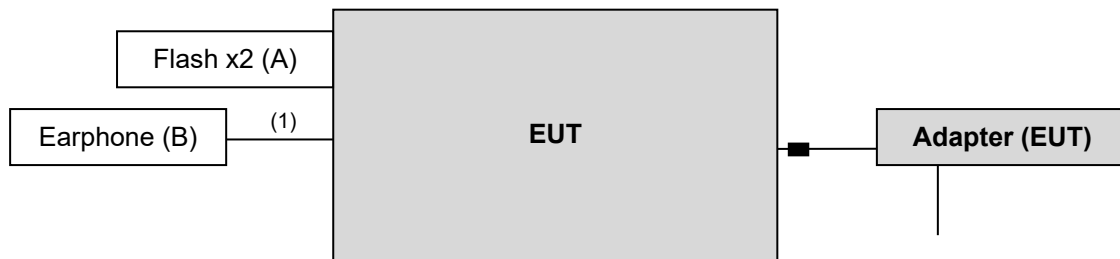 Flash x2 (A)
Earphone (B)
(1)
EUT
Adapter (EUT)